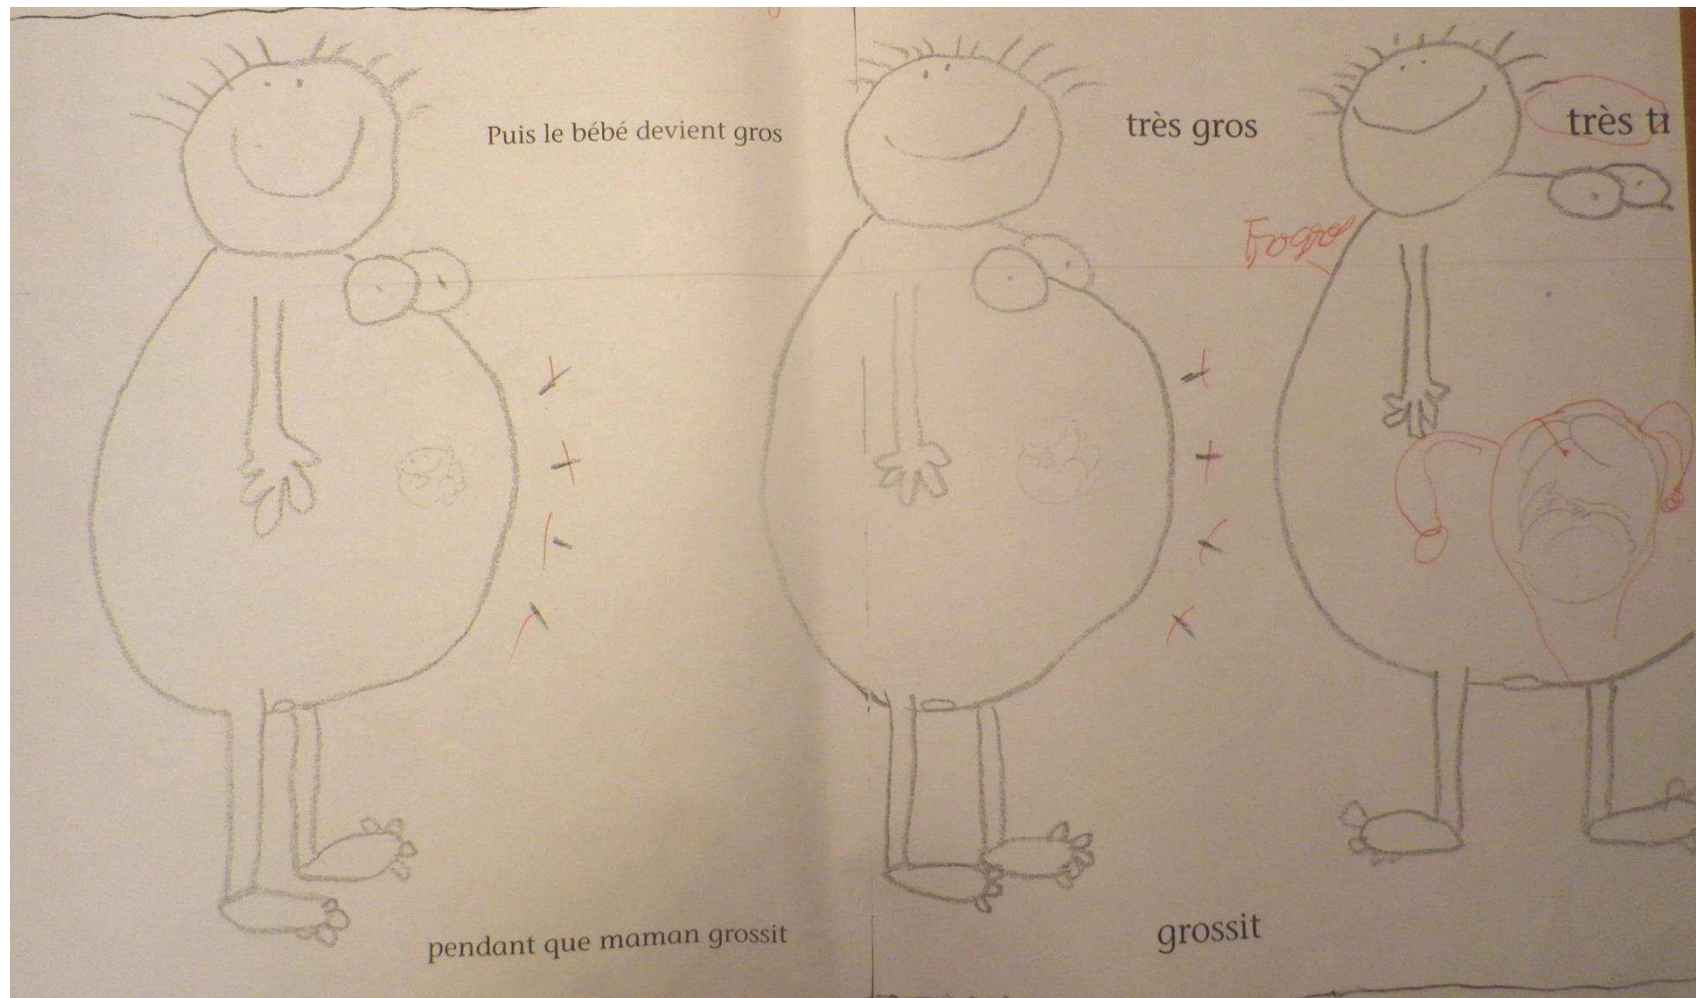 Puis le bébé devient gros
très gros
très
pendant que maman grossit
grossit